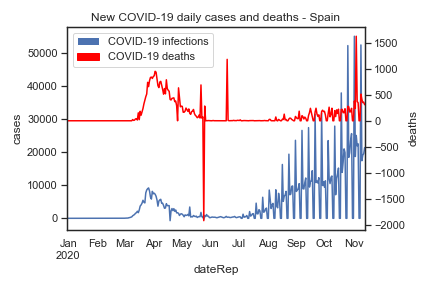 New COVID-19 daily cases and deaths - Spain
COVID-19 infections
COVID-19 deaths
50000
40000
30000
20000
10000
0
cases
1500
1000
500
0
−500
−1000
−1500
−2000
deaths
Jan Feb Mar Apr May Jun Jul Aug Sep Oct Nov
2020
dateRep